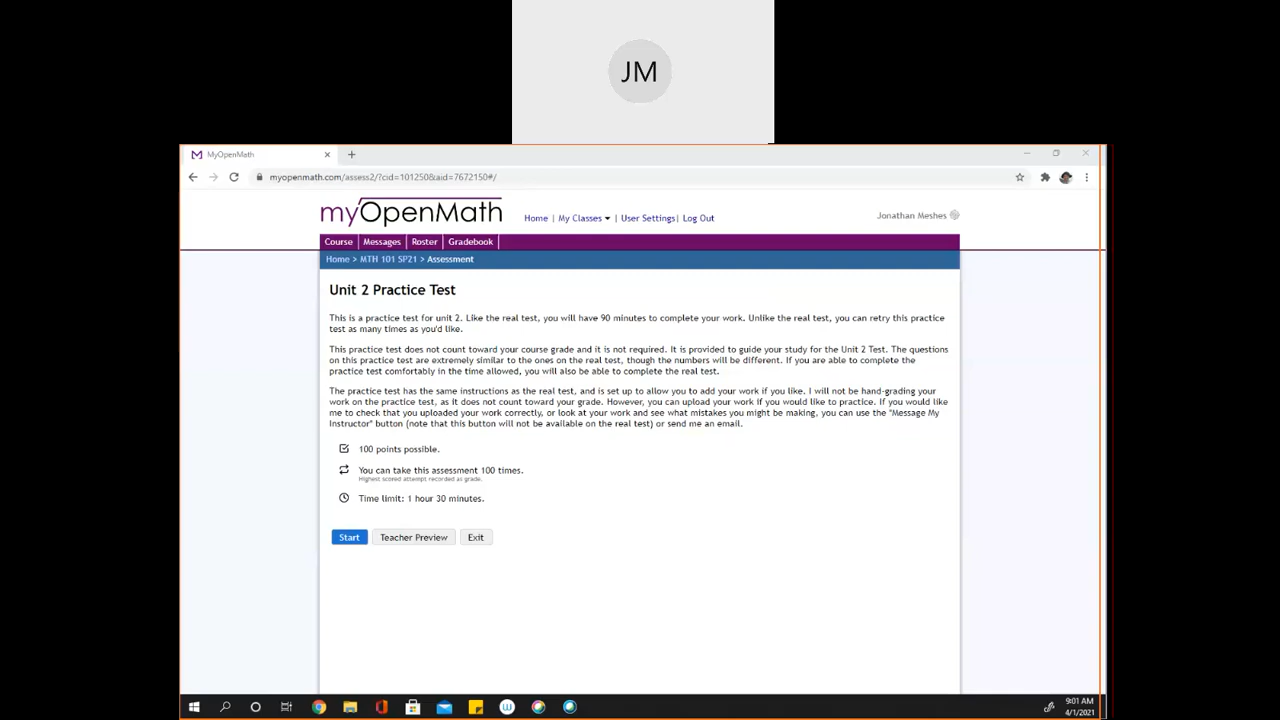 JM
MyOpenMath
myopenmath.com/assess2/?cid=101250&aid=7672150#/
myOpenMath
Home | My Classes | User Settings | Log Out
Jonathan Meshes
Course Messages Roster Gradebook
Home > MTH 101 SP21 > Assessment
Unit 2 Practice Test
This is a practice test for unit 2. Like the real test, you will have 90 minutes to complete your work. Unlike the real test, you can retry this practice
test as many times as you'd like.
This practice test does not count toward your course grade and it is not required. It is provided to guide your study for the Unit 2 Test. The questions
on this practice test are extremely similar to the ones on the real test, though the numbers will be different. If you are able to complete the
practice test comfortably in the time allowed, you will also be able to complete the real test.
The practice test has the same instructions as the real test, and is set up to allow you to add your work if you like. I will not be hand-grading your
work on the practice test, as it does not count toward your grade. However, you can upload your work if you would like to practice. If you would like
me to check that you uploaded your work correctly, or look at your work and see what mistakes you might be making, you can use the "Message My
Instructor" button (note that this button will not be available on the real test) or send me an email.
100 points possible.
You can take this assessment 100 times.
Highest scored attempt recorded as grade.
Time limit: 1 hour 30 minutes.
Start Teacher Preview Exit
9:01 AM
4/1/2021